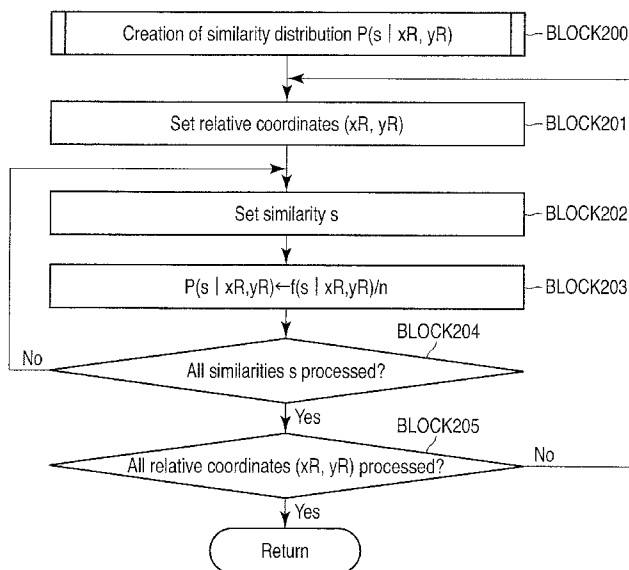 Creation of similarity distribution P(s | xR, yR)
BLOCK200
Set relative coordinates (xR, yR)
BLOCK201
Set similarity s
BLOCK202
P(s | xR,yR)←f(s | xR,yR)/n
BLOCK203
BLOCK204
No
All similarities s processed?
Yes
BLOCK205
All relative coordinates (xR, yR) processed?
No
Yes
Return